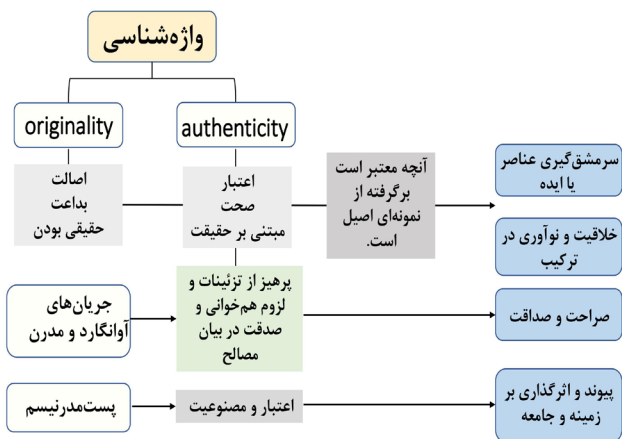 واژه‌شناسی
originality
authenticity
اصالت
بداعت
حقیقی بودن
اعتبار
صحت
مبتنی بر حقیقت
آنچه معتبر است
برگرفته از
نمونه‌ای اصیل
است.
سرمشق‌گیری عناصر
یا ایده
خلاقیت و نوآوری در
ترکیب
جریان‌های
آوانگارد و مدرن
پرهیز از تزئینات و
لزوم هم‌خوانی و
صدقت در بیان
مصالح
صراحت و صداقت
پست‌مدرنیسم
اعتبار و مصنوعیت
پیوند و اثرگذاری بر
زمینه و جامعه